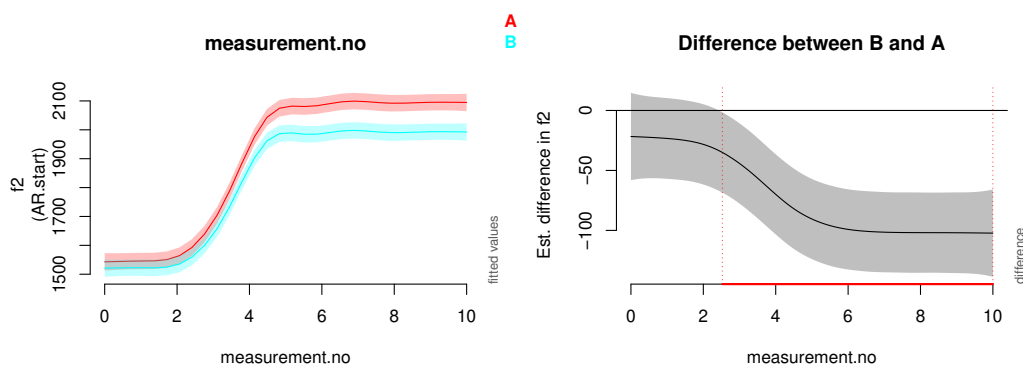 measurement.no
f2
(AR.start)
1500
1700
1900
2100
0 2 4 6 8 10
measurement.no
fitted values
A
B
Difference between B and A
Est. difference in f2
0
−50
−100
0 2 4 6 8 10
measurement.no
difference